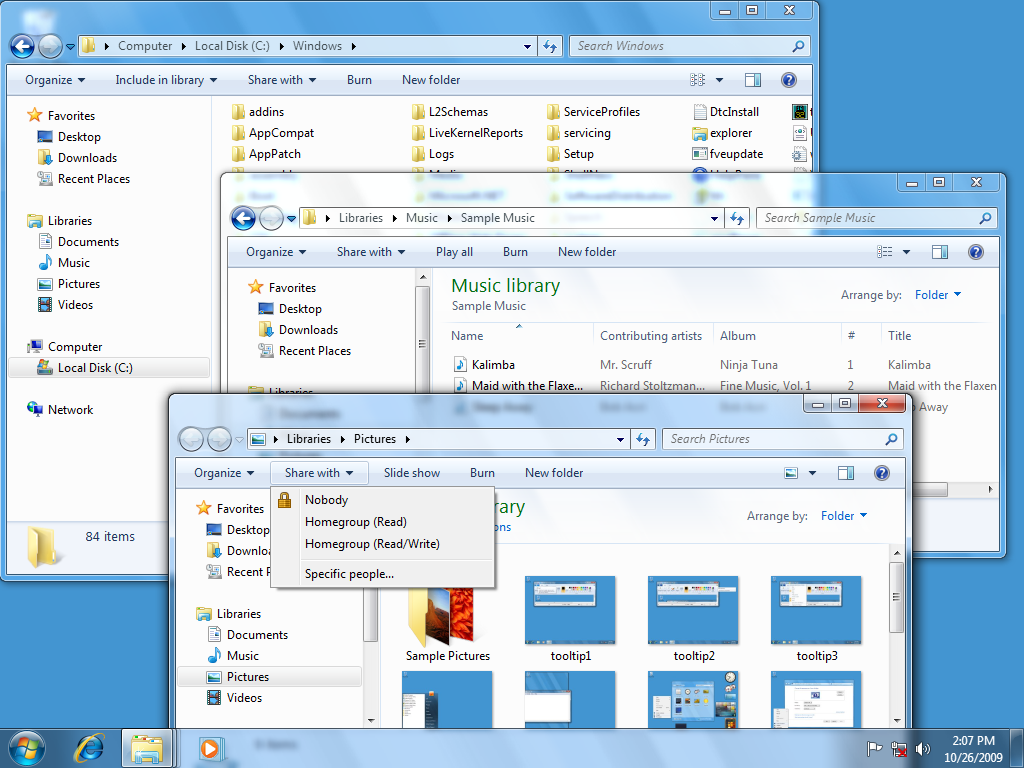 Computer Local Disk (C:) Windows
Search Windows
Organize Include in library Share with Burn New folder
Favorites
Desktop
Downloads
Recent Places
Libraries
Documents
Music
Pictures
Videos
Computer
Local Disk (C:)
Network
addins L2Schemas ServiceProfiles DtcInstall
AppCompat LiveKernelReports servicing explorer
AppPatch Logs Setup fveupdate
84 items
Libraries Music Sample Music
Search Sample Music
Organize Share with Play all Burn New folder
Favorites
Desktop
Downloads
Recent Places
Music library
Sample Music
Arrange by: Folder
Name Contributing artists Album # Title
Kalimba Mr. Scruff Ninja Tuna 1 Kalimba
Maid with the Flaxe... Richard Stoltzman... Fine Music, Vol. 1 2 Maid with the Flaxen
Away
Libraries Pictures
Search Pictures
Organize Share with Slide show Burn New folder
Nobody
Homegroup (Read)
Homegroup (Read/Write)
Specific people...
Favorites
Desktop
Recent
Arrange by: Folder
Libraries
Documents
Music
Pictures
Videos
Sample Pictures tooltip1 tooltip2 tooltip3
2:07 PM
10/26/2009